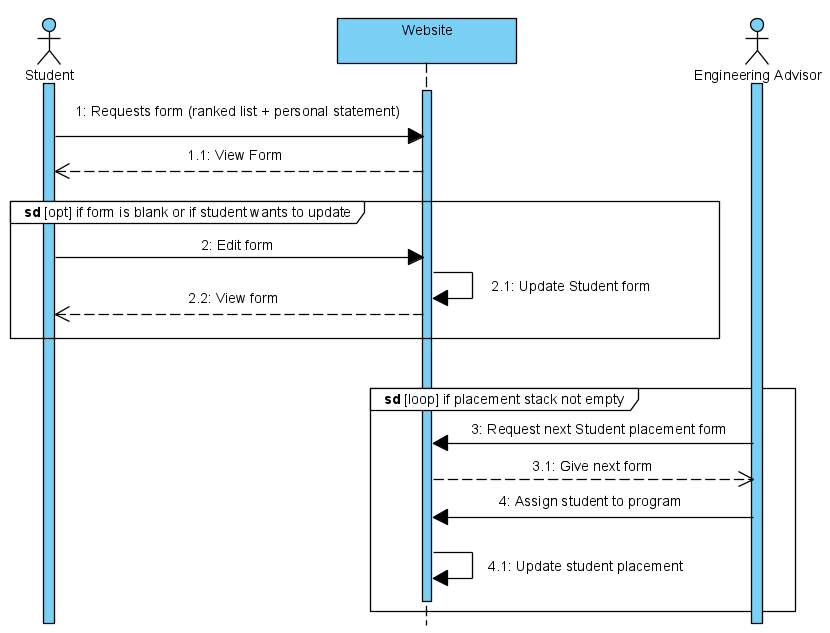 Website
Student
Engineering Advisor
1: Requests form (ranked list + personal statement)
1.1: View Form
sd [opt] if form is blank or if student wants to update
2: Edit form
2.1: Update Student form
2.2: View form
sd [loop] if placement stack not empty
3: Request next Student placement form
3.1: Give next form
4: Assign student to program
4.1: Update student placement